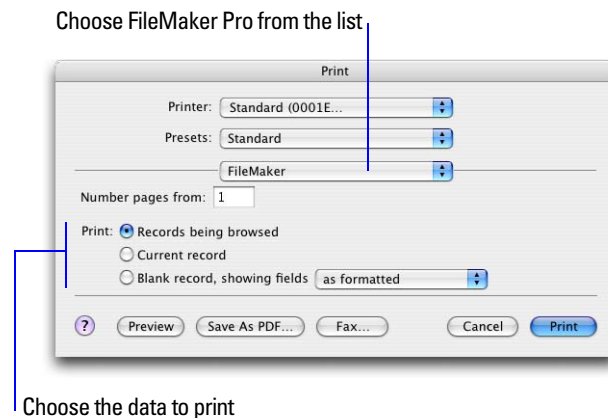 Choose FileMaker Pro from the list
Print
Printer: Standard (0001E...
Presets: Standard
FileMaker
Number pages from: 1
Print: Records being browsed
Current record
Blank record, showing fields as formatted
? Preview Save As PDF... Fax... Cancel Print
Choose the data to print